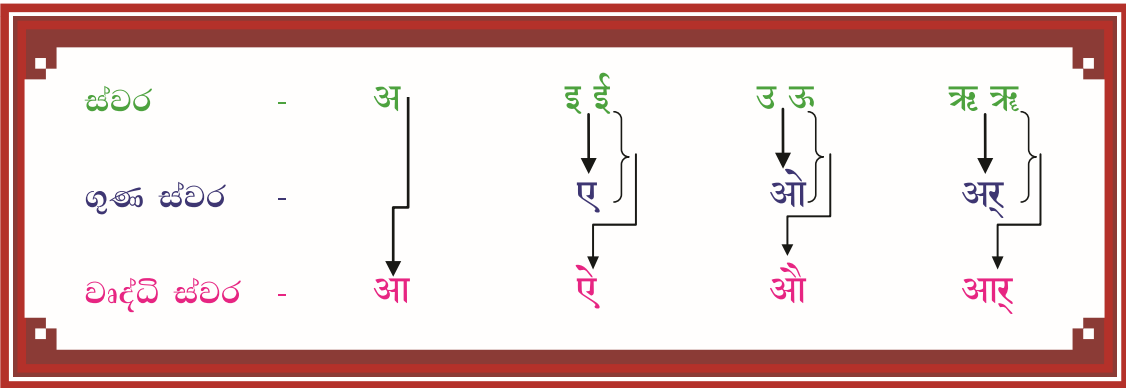 ස්වර - अ इ ई उ ऊ ऋ ॠ
ගුණ ස්වර - ए ओ अर्
වෘද්ධි ස්වර - आ ऐ औ आर्